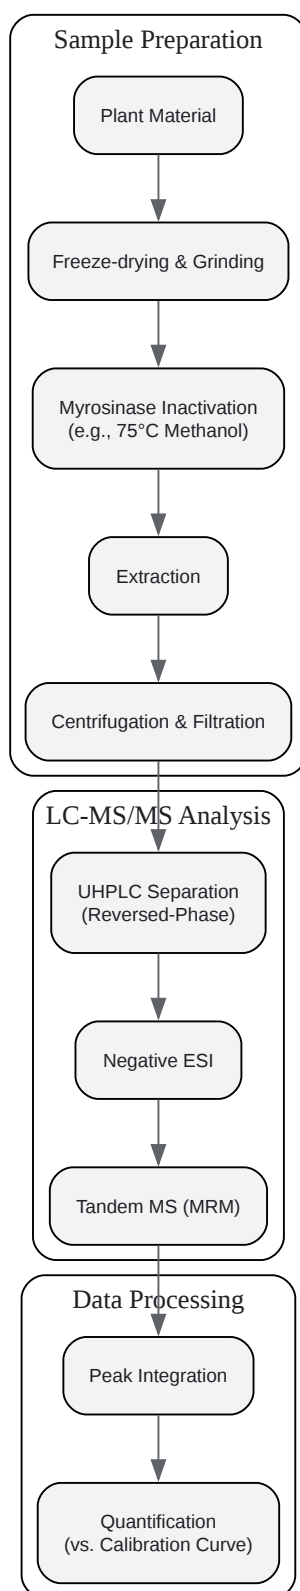 Sample Preparation
Plant Material
Freeze-drying & Grinding
Myrosinase Inactivation
(e.g., 75°C Methanol)
Extraction
Centrifugation & Filtration
LC-MS/MS Analysis
UHPLC Separation
(Reversed-Phase)
Negative ESI
Tandem MS (MRM)
Data Processing
Peak Integration
Quantification
(vs. Calibration Curve)